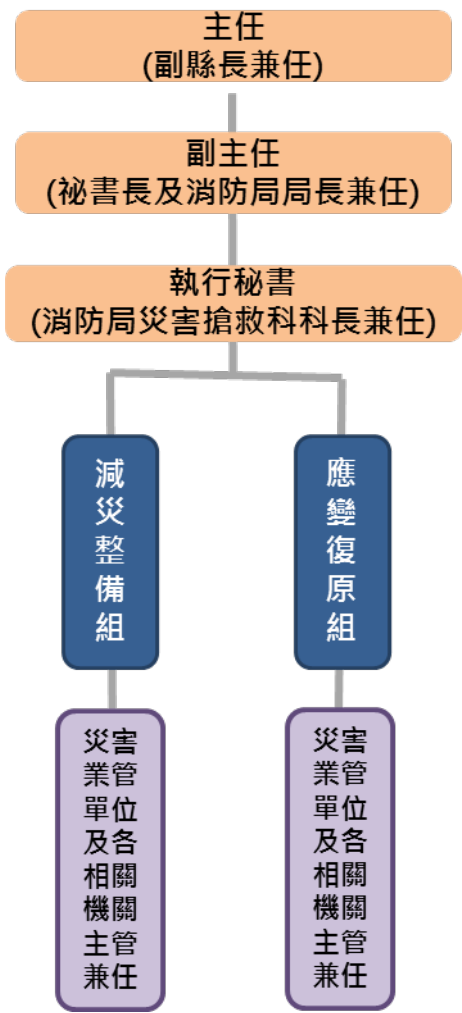 主任
(副縣長兼任)
副主任
(祕書長及消防局局長兼任)
執行秘書
(消防局災害搶救科科長兼任)
減災整備組
應變復原組
災害
業管
單位
及各
相關
機關
主管
兼任
災害
業管
單位
及各
相關
機關
主管
兼任